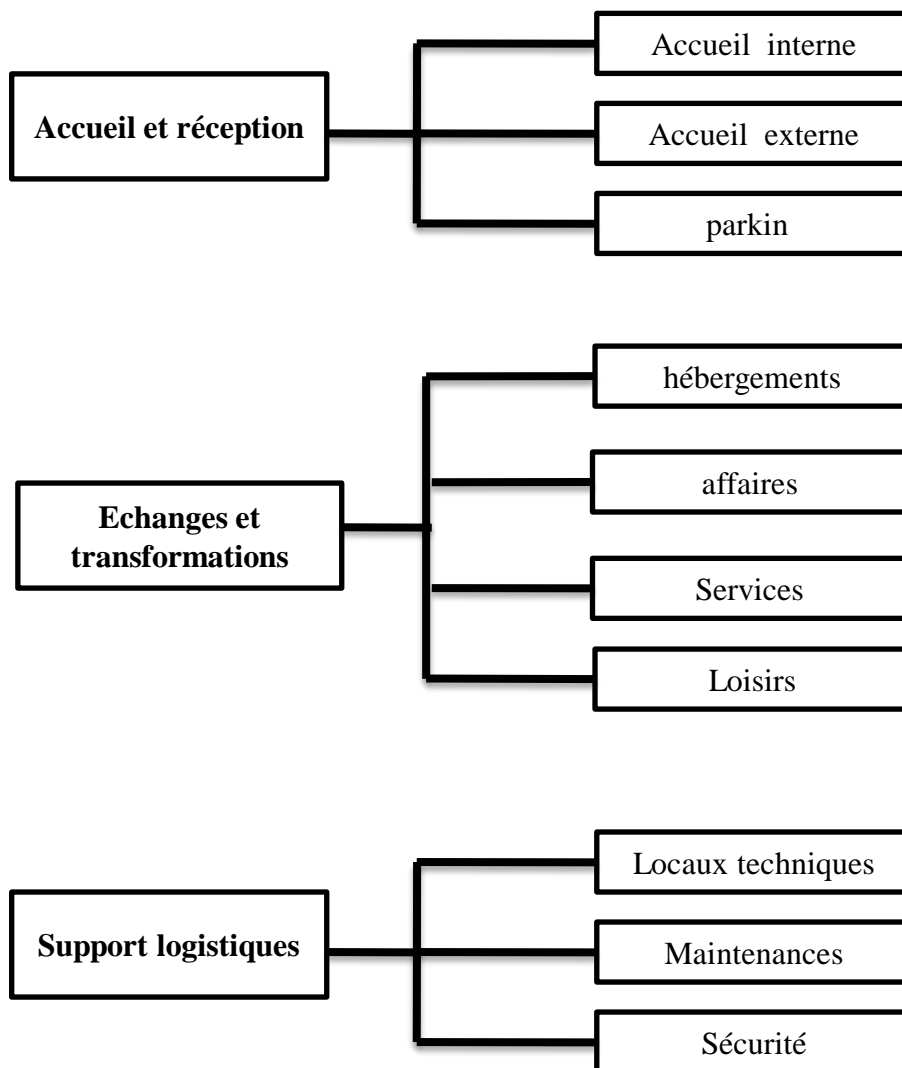 Accueil et réception
Accueil interne
Accueil externe
parkin
Echanges et
transformations
hébergements
affaires
Services
Loisirs
Support logistiques
Locaux techniques
Maintenances
Sécurité